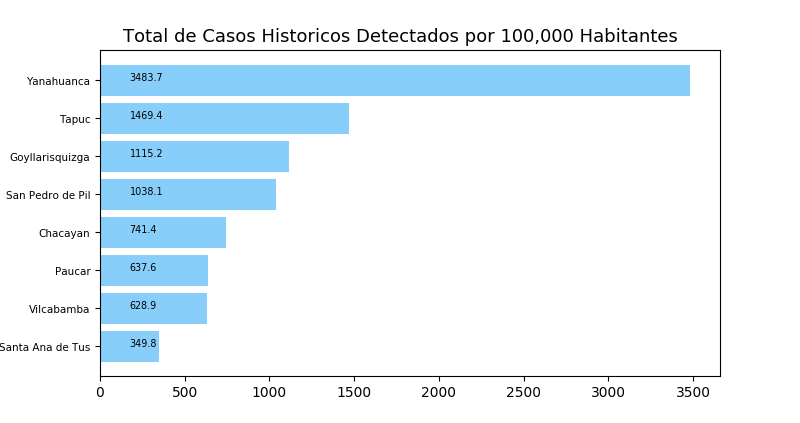 Total de Casos Historicos Detectados por 100,000 Habitantes
Yanahuanca 3483.7
Tapuc 1469.4
Goyllarisquizga 1115.2
San Pedro de Pil 1038.1
Chacayan 741.4
Paucar 637.6
Vilcabamba 628.9
Santa Ana de Tus 349.8
0 500 1000 1500 2000 2500 3000 3500